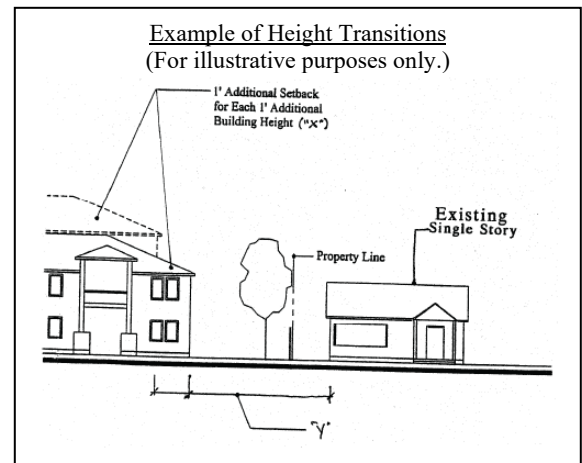 Example of Height Transitions
(For illustrative purposes only.)
1' Additional Setback
for Each 1' Additional
Building Height ("X")
Existing
Single Story
Property Line
"Y"